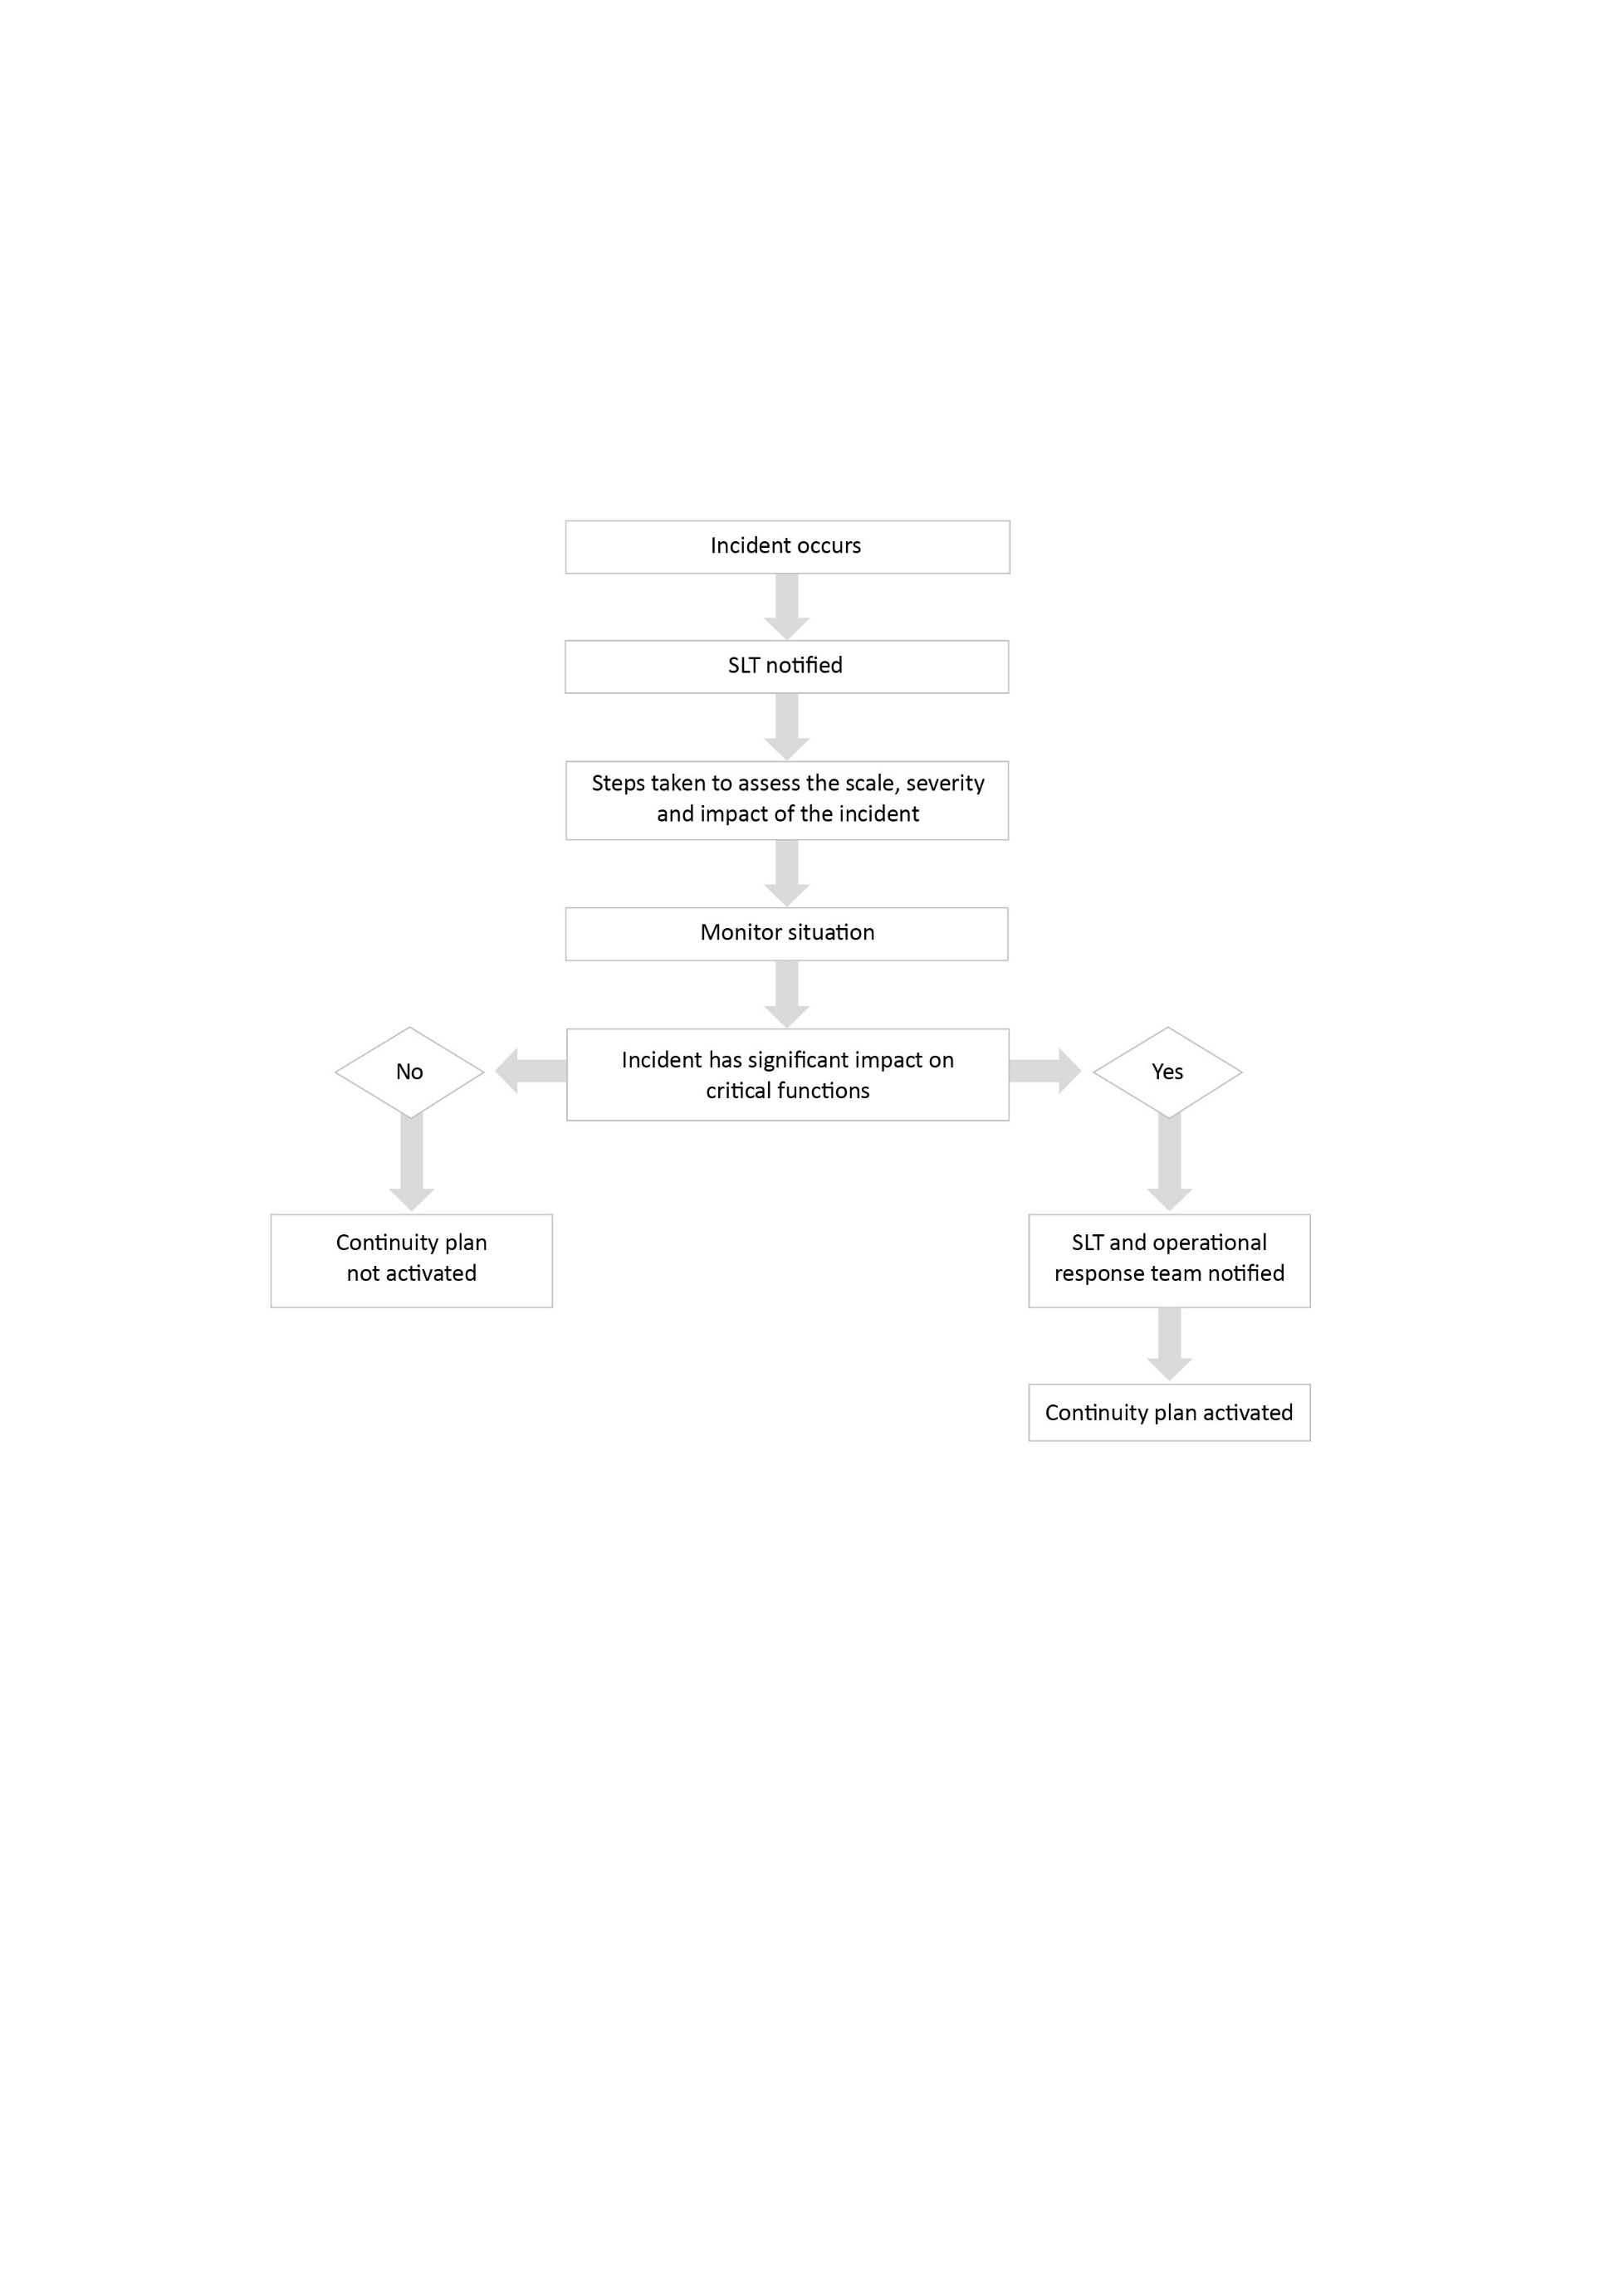 Incident occurs
SLT notified
Steps taken to assess the scale, severity
and impact of the incident
Monitor situation
Incident has significant impact on
critical functions
No
Yes
Continuity plan
not activated
SLT and operational
response team notified
Continuity plan activated